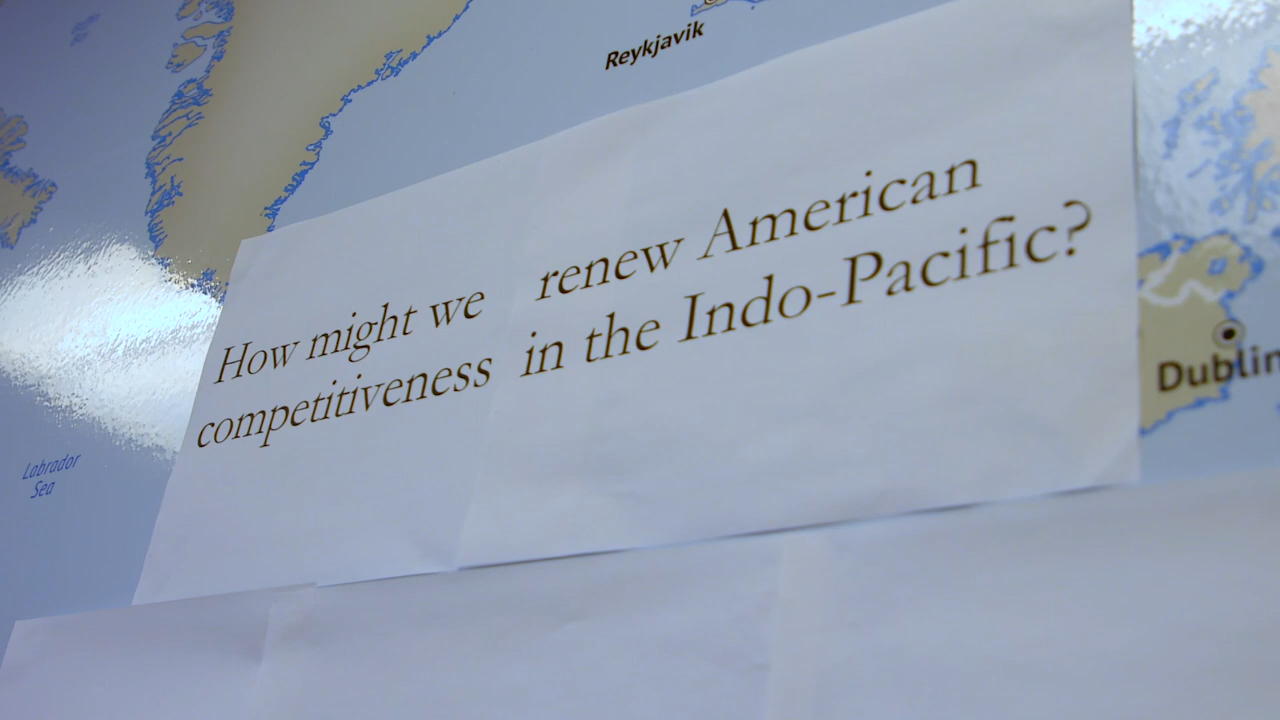 Reykjavik
How might we renew American
competitiveness in the Indo-Pacific?
Dublin
Labrador
Sea